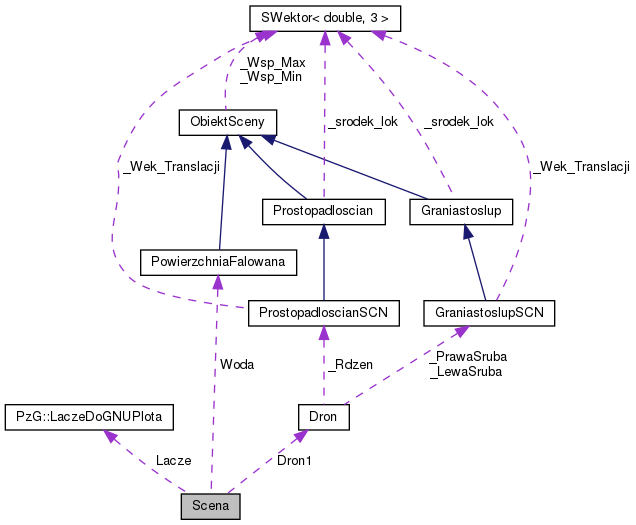 SWektor< double, 3 >
_Wsp_Max
_Wsp_Min
ObiektSceny
_srodek_lok
_srodek_lok
_Wek_Translacji
_Wek_Translacji
Prostopadloscian
Graniastoslup
PowierzchniaFalowana
ProstopadloscianSCN
GraniastoslupSCN
Woda
_Rdzen
_PrawaSruba
_LewaSruba
PzG::LaczeDoGNUPlota
Dron
Lacze
Dron1
Scena